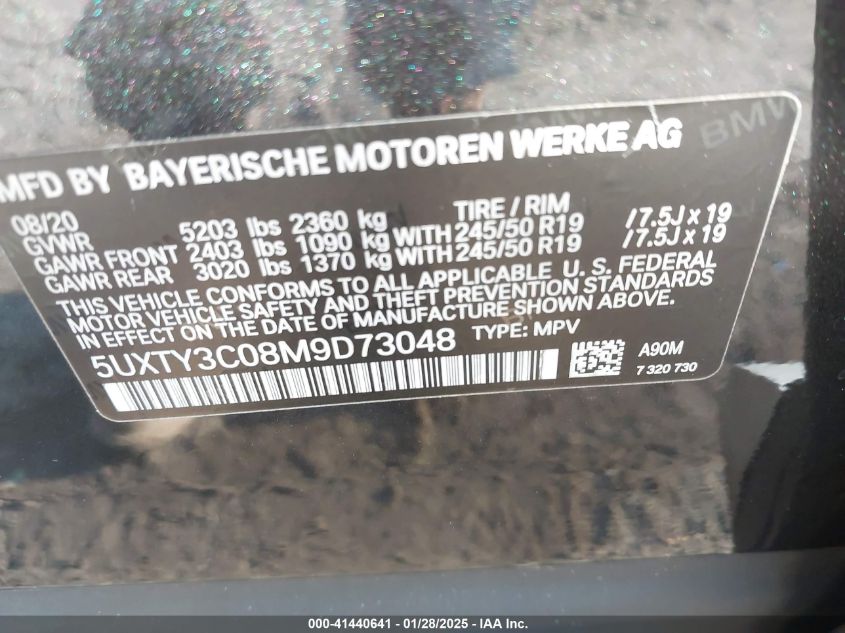 MFD BY BAYERISCHE MOTOREN WERKE AG
BMW
08/20 TIRE / RIM
GVWR 5203 lbs 2360 kg
GAWR FRONT 2403 lbs 1090 kg WITH 245/50 R19 /7.5J x 19
GAWR REAR 3020 lbs 1370 kg WITH 245/50 R19 /7.5J x 19
THIS VEHICLE CONFORMS TO ALL APPLICABLE U. S. FEDERAL
MOTOR VEHICLE SAFETY AND THEFT PREVENTION STANDARDS
IN EFFECT ON THE DATE OF MANUFACTURE SHOWN ABOVE.
5UXTY3C08M9D73048 TYPE: MPV
A90M
7 320 730
000-41440641 - 01/28/2025 - IAA Inc.